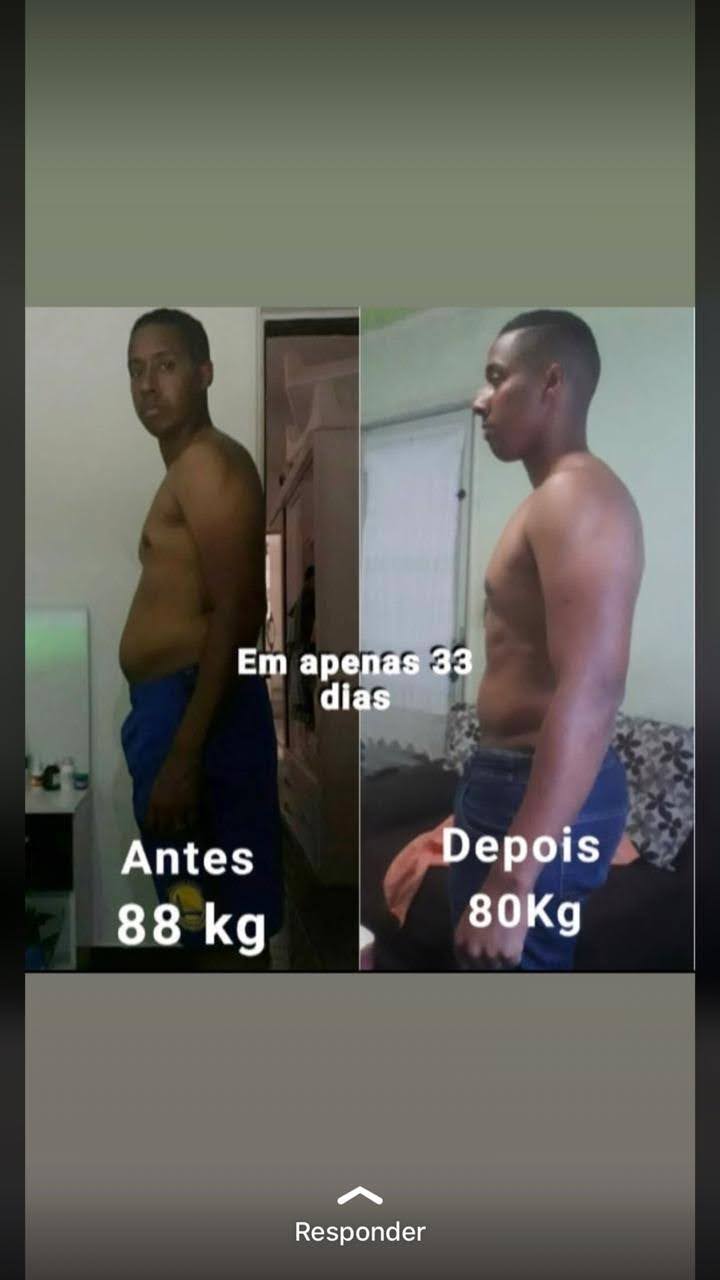 Em apenas 33
dias
Antes
88 kg
Depois
80Kg
Responder